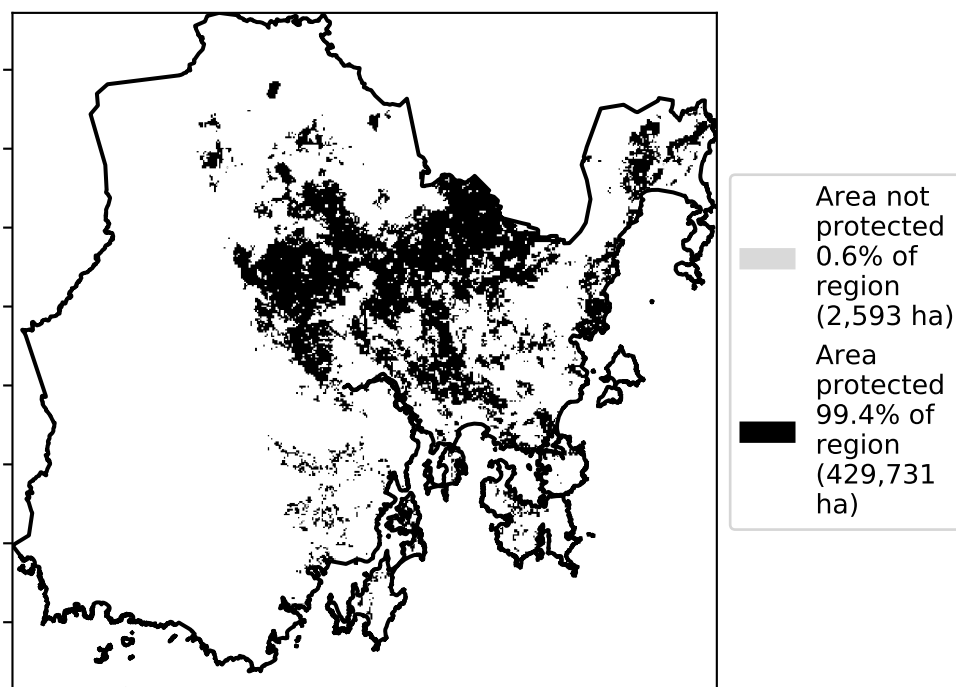 Area not
protected
0.6% of
region
(2,593 ha)
Area
protected
99.4% of
region
(429,731
ha)